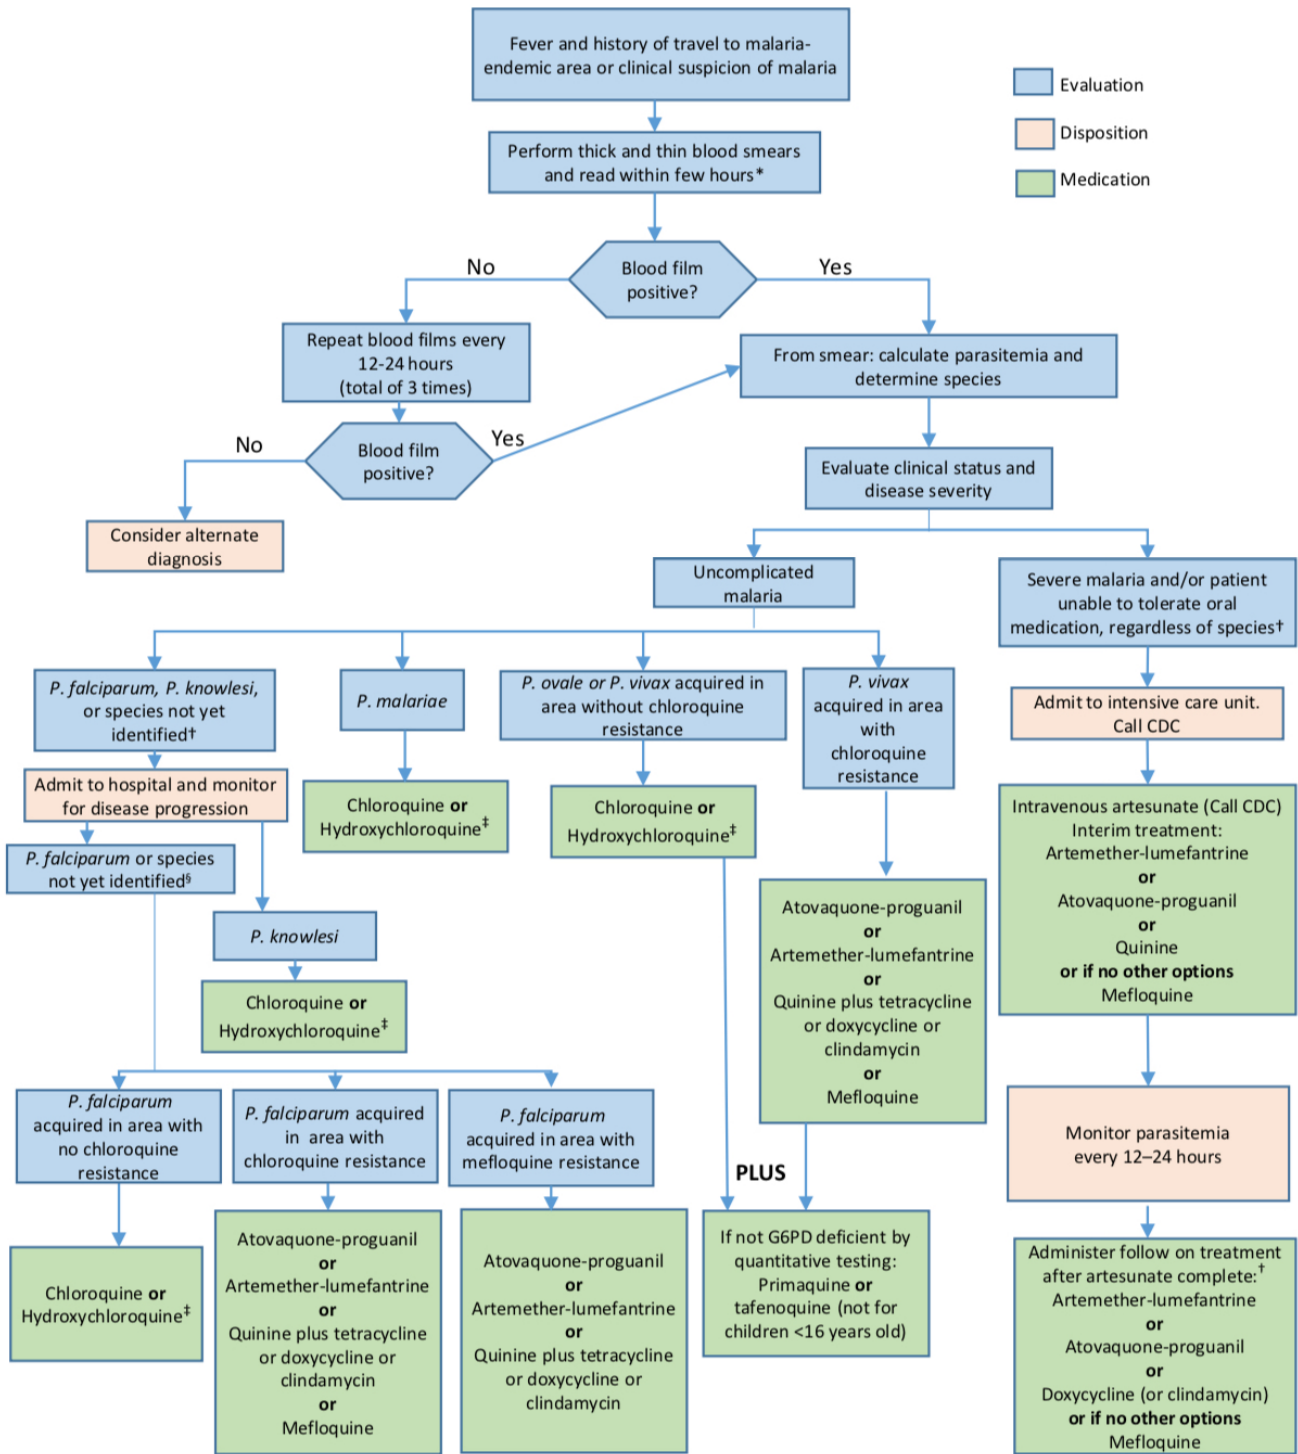 Fever and history of travel to malaria-
endemic area or clinical suspicion of malaria
Evaluation
Disposition
Medication
Perform thick and thin blood smears
and read within few hours*
Blood film
positive?
No
Yes
Repeat blood films every
12-24 hours
(total of 3 times)
From smear: calculate parasitemia and
determine species
Blood film
positive?
No
Yes
Consider alternate
diagnosis
Evaluate clinical status and
disease severity
Uncomplicated
malaria
Severe malaria and/or patient
unable to tolerate oral
medication, regardless of species†
P. falciparum, P. knowlesi,
or species not yet
identified†
P. malariae
P. ovale or P. vivax acquired in
area without chloroquine
resistance
P. vivax
acquired in area
with
chloroquine
resistance
Admit to intensive care unit.
Call CDC
Admit to hospital and monitor
for disease progression
Chloroquine or
Hydroxychloroquine‡
Chloroquine or
Hydroxychloroquine‡
Intravenous artesunate (Call CDC)
Interim treatment:
Artemether-lumefantrine
or
Atovaquone-proguanil
or
Quinine
or if no other options
Mefloquine
P. falciparum or species
not yet identified§
P. knowlesi
Chloroquine or
Hydroxychloroquine‡
Atovaquone-proguanil
or
Artemether-lumefantrine
or
Quinine plus tetracycline
or doxycycline or
clindamycin
or
Mefloquine
P. falciparum
acquired in area with
no chloroquine
resistance
P. falciparum acquired
in area with
chloroquine resistance
P. falciparum
acquired in area with
mefloquine resistance
Monitor parasitemia
every 12–24 hours
PLUS
Chloroquine or
Hydroxychloroquine‡
Atovaquone-proguanil
or
Artemether-lumefantrine
or
Quinine plus tetracycline
or doxycycline or
clindamycin
or
Mefloquine
Atovaquone-proguanil
or
Artemether-lumefantrine
or
Quinine plus tetracycline
or doxycycline or
clindamycin
If not G6PD deficient by
quantitative testing:
Primaquine or
tafenoquine (not for
children <16 years old)
Administer follow on treatment
after artesunate complete:†
Artemether-lumefantrine
or
Atovaquone-proguanil
or
Doxycycline (or clindamycin)
or if no other options
Mefloquine